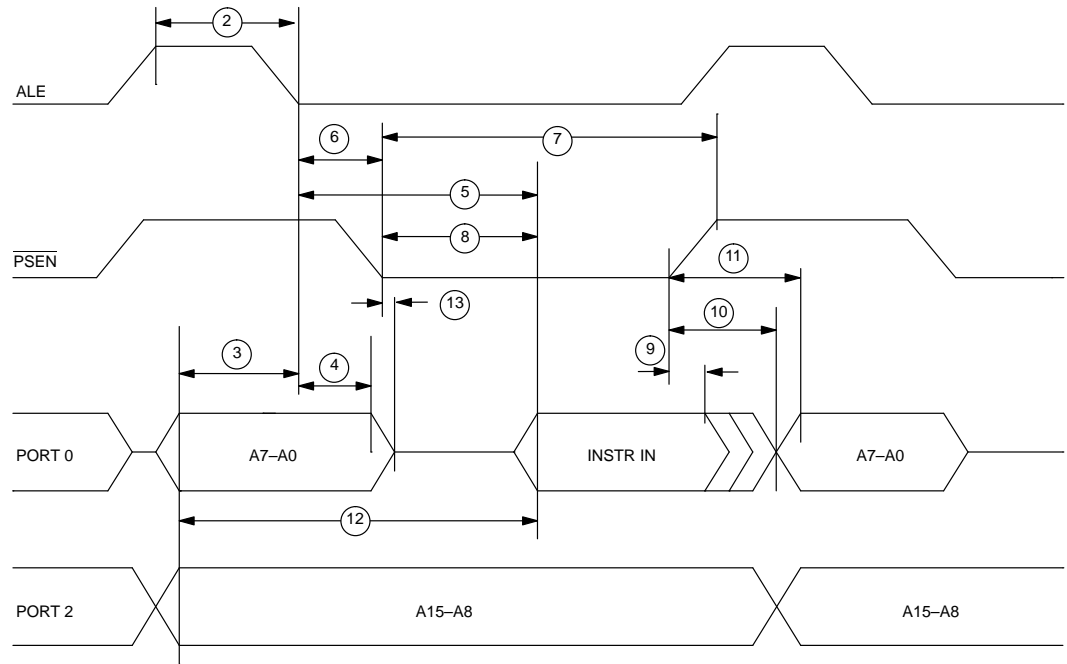 2
ALE
6
7
5
8
PSEN
11
13
10
9
3
4
PORT 0
A7–A0
INSTR IN
A7–A0
12
PORT 2
A15–A8
A15–A8